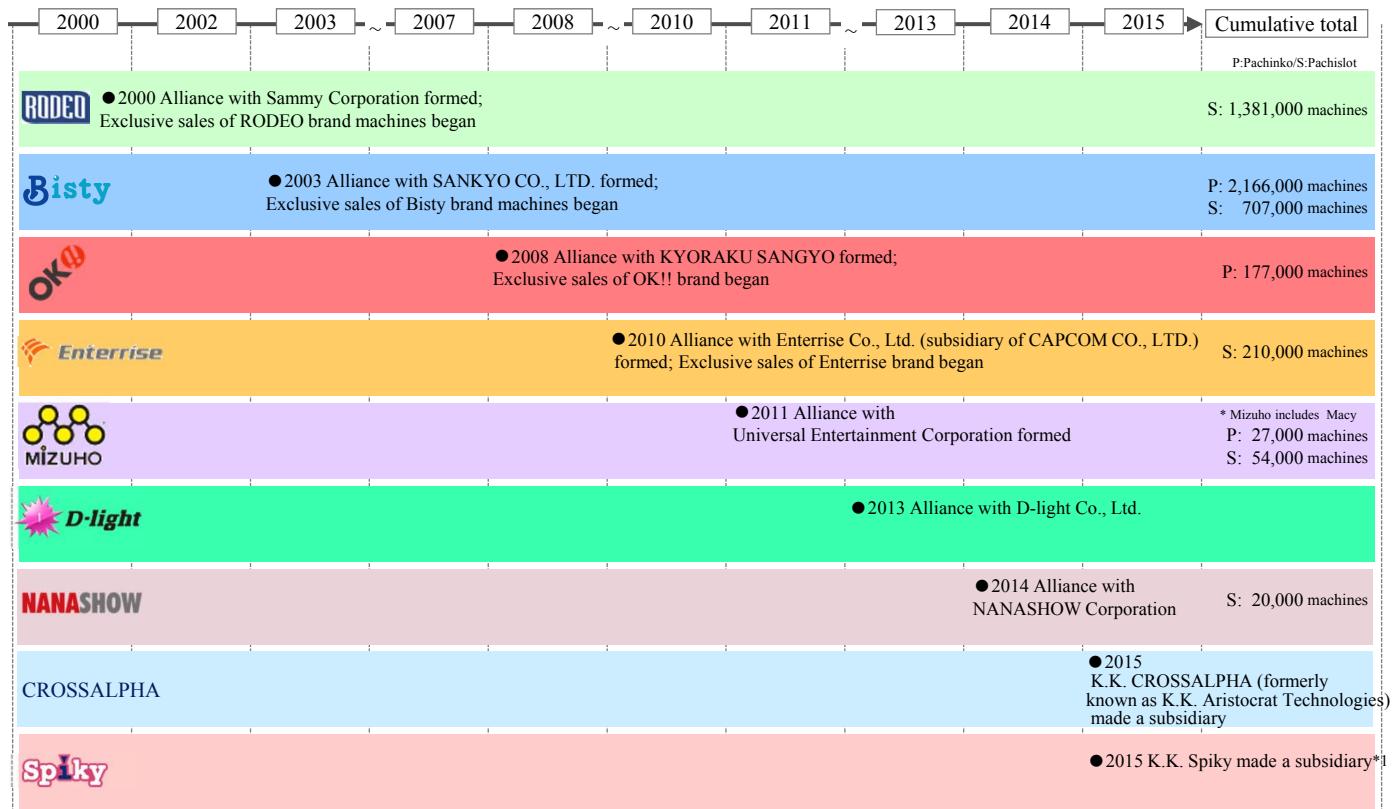 2000 2002 2003 ~ 2007 2008 ~ 2010 2011 ~ 2013 2014 2015 Cumulative total
P:Pachinko/S:Pachislot
RODEO
●2000 Alliance with Sammy Corporation formed;
Exclusive sales of RODEO brand machines began
S: 1,381,000 machines
Bisty
●2003 Alliance with SANKYO CO., LTD. formed;
Exclusive sales of Bisty brand machines began
P: 2,166,000 machines
S: 707,000 machines
OK!!
●2008 Alliance with KYORAKU SANGYO formed;
Exclusive sales of OK!! brand began
P: 177,000 machines
Enterrise
●2010 Alliance with Enterrise Co., Ltd. (subsidiary of CAPCOM CO., LTD.)
formed; Exclusive sales of Enterrise brand began
S: 210,000 machines
MIZUHO
●2011 Alliance with
Universal Entertainment Corporation formed
* Mizuho includes Macy
P: 27,000 machines
S: 54,000 machines
D-light
●2013 Alliance with D-light Co., Ltd.
NANASHOW
●2014 Alliance with
NANASHOW Corporation
S: 20,000 machines
CROSSALPHA
●2015
K.K. CROSSALPHA (formerly
known as K.K. Aristocrat Technologies)
made a subsidiary
Spiky
●2015 K.K. Spiky made a subsidiary*1